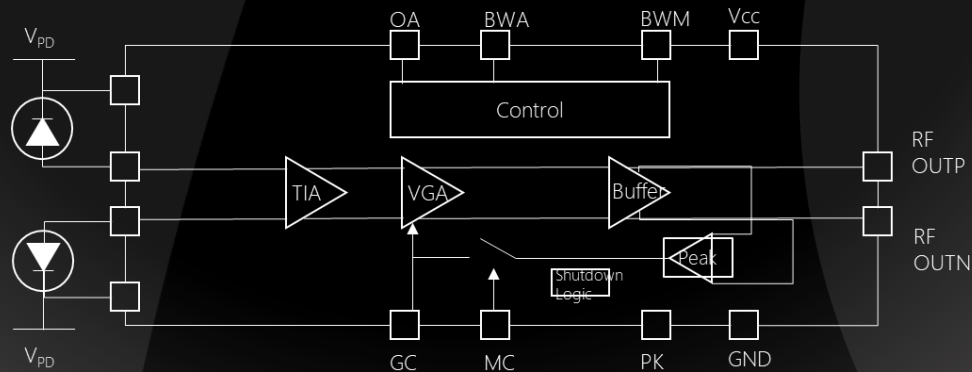 OA
BWA
BWM
Vcc
VPD
Control
RF
OUTP
TIA
VGA
Buffer
RF
OUTN
Peak
Shutdown
Logic
VPD
GC
MC
PK
GND